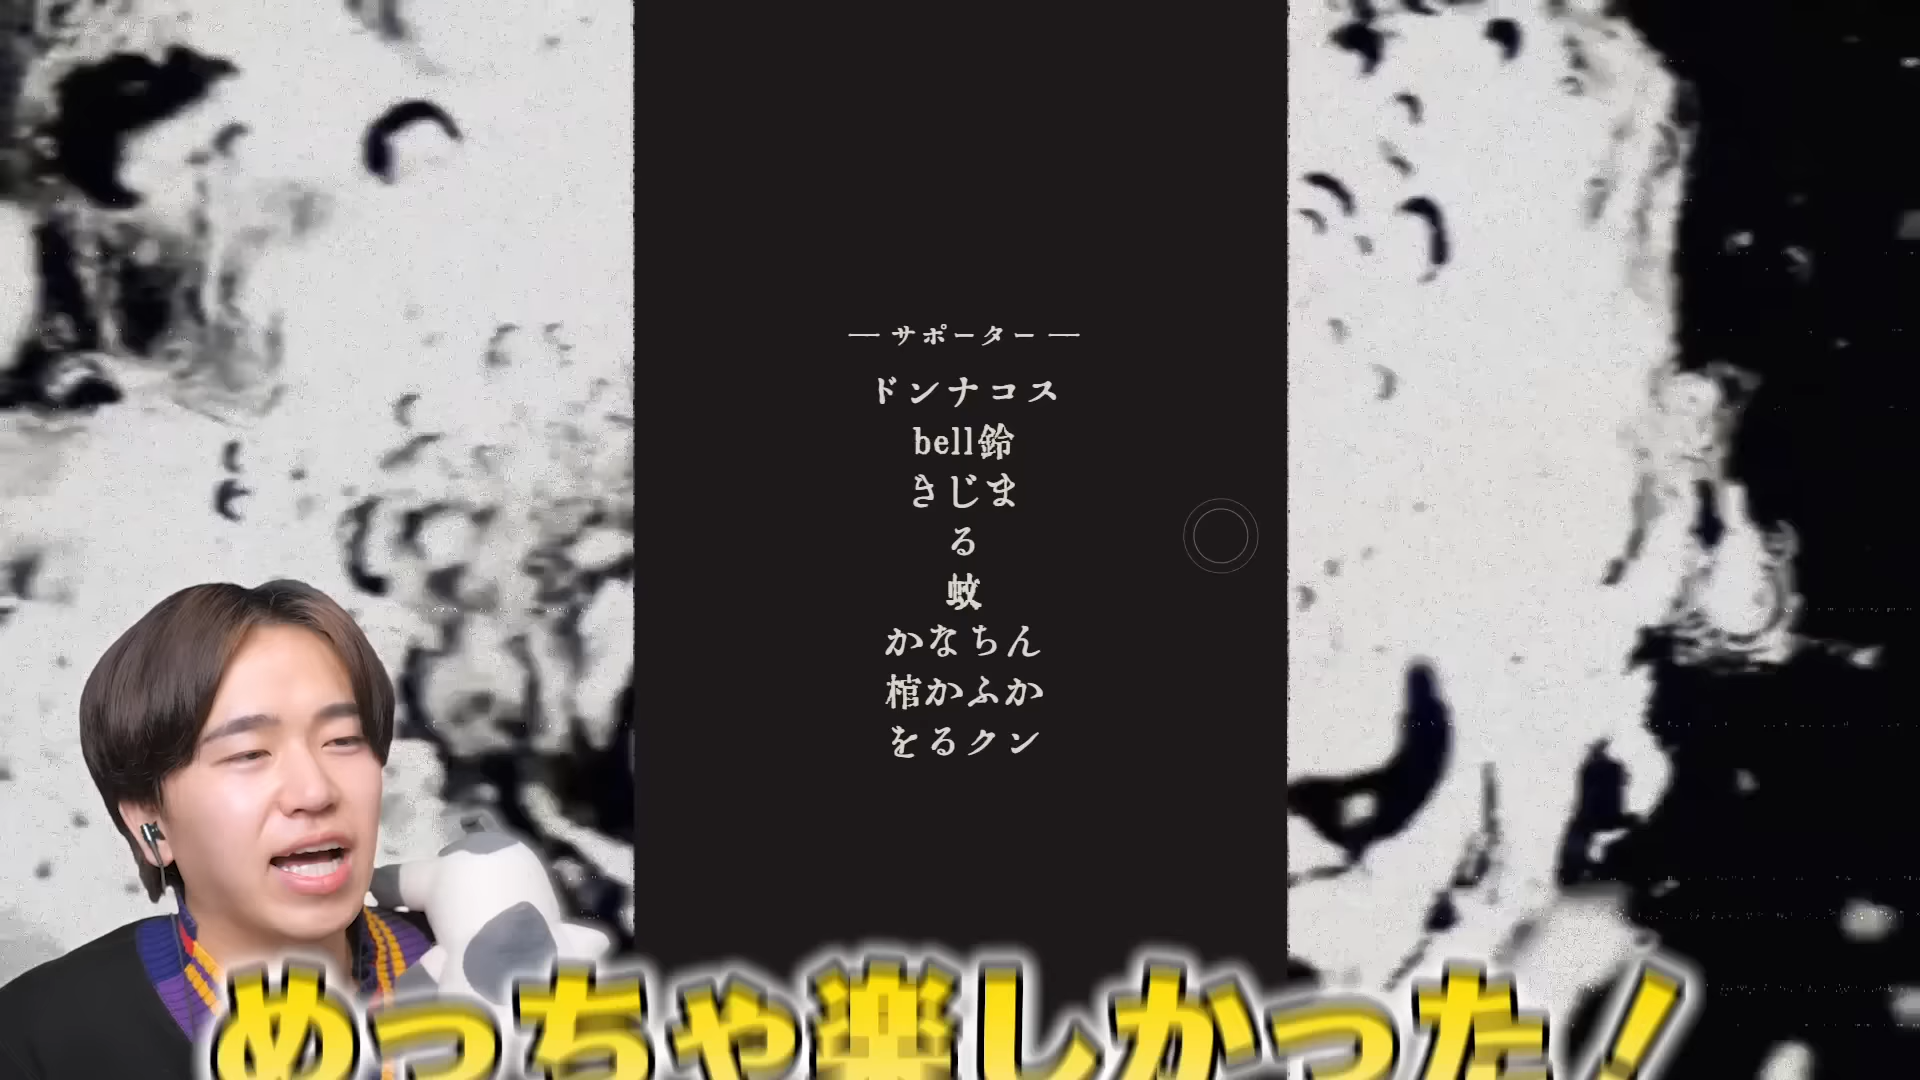 ― サポーター ―
ドンナコス
bell鈴
きじま
る
蚊
かなちん
棺かふか
をるクン
めっちゃ楽しかった！